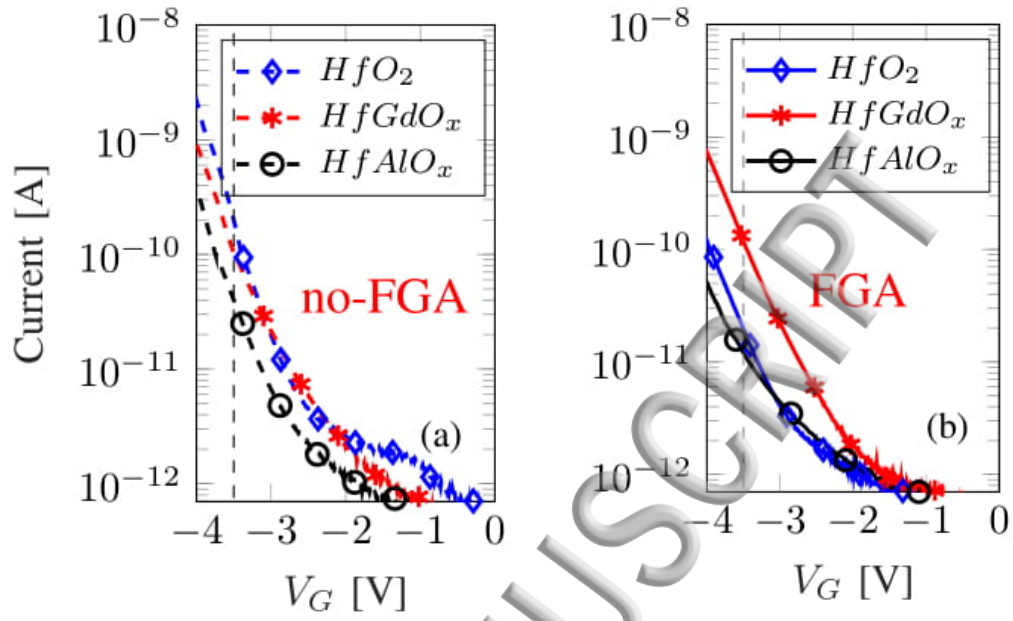 Current [A]
10⁻⁸
10⁻⁹
10⁻¹⁰
10⁻¹¹
10⁻¹²
HfO₂
HfGdOₓ
HfAlOₓ
no-FGA
(a)
−4 −3 −2 −1 0
V_G [V]
10⁻⁸
10⁻⁹
10⁻¹⁰
10⁻¹¹
10⁻¹²
HfO₂
HfGdOₓ
HfAlOₓ
FGA
(b)
−4 −3 −2 −1 0
V_G [V]
USCRIPT